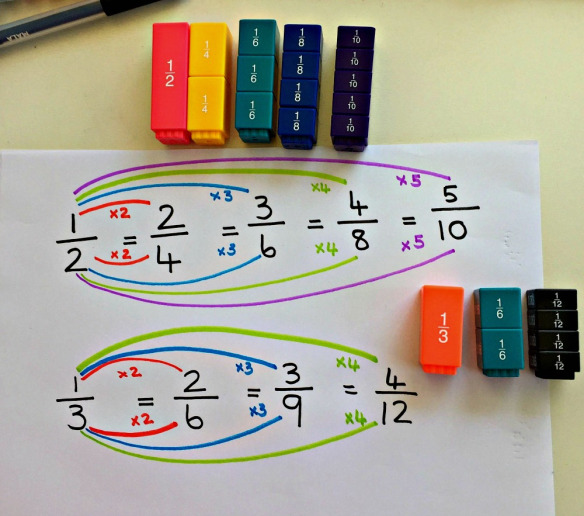 1/2 1/4 1/6 1/8 1/10
1/4 1/6 1/8 1/10
1/6 1/8 1/10
1/8 1/10
1/10
×5
×4
×3
×2
1/2 = 2/4 = 3/6 = 4/8 = 5/10
×2 ×3 ×4 ×5
1/3 1/6 1/12
1/6 1/12
1/12
1/12
×2 ×3 ×4
1/3 = 2/6 = 3/9 = 4/12
×2 ×3 ×4